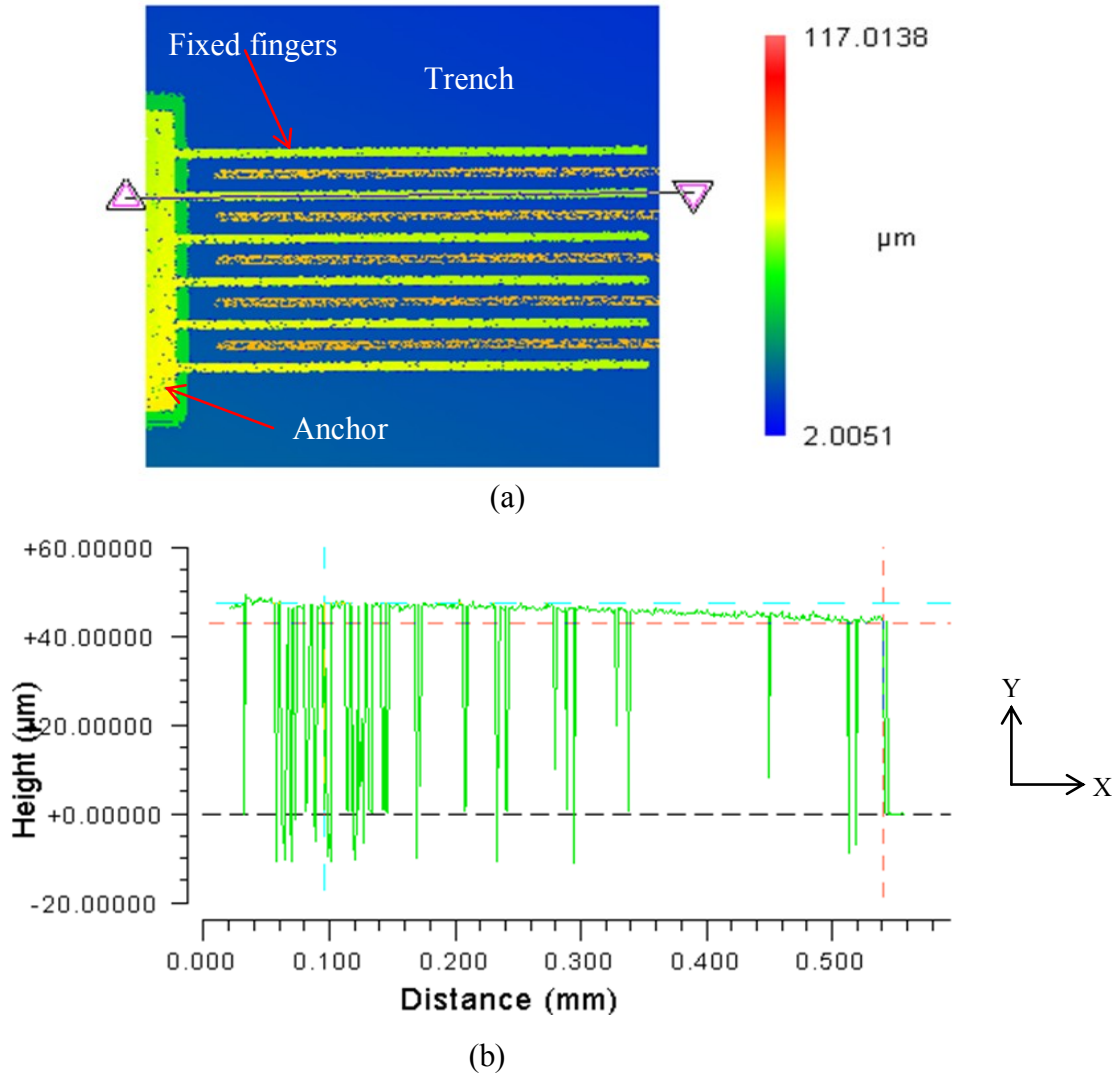 Fixed fingers
Trench
Anchor
117.0138
µm
2.0051
(a)
+60.00000
+40.00000
+20.00000
+0.00000
-20.00000
Height (µm)
0.000 0.100 0.200 0.300 0.400 0.500
Distance (mm)
Y
X
(b)